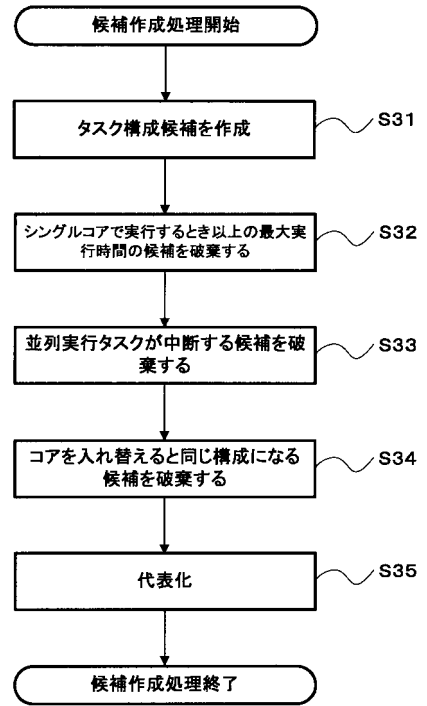 候補作成処理開始
タスク構成候補を作成
S31
シングルコアで実行するとき以上の最大実
行時間の候補を破棄する
S32
並列実行タスクが中断する候補を破
棄する
S33
コアを入れ替えると同じ構成になる
候補を破棄する
S34
代表化
S35
候補作成処理終了